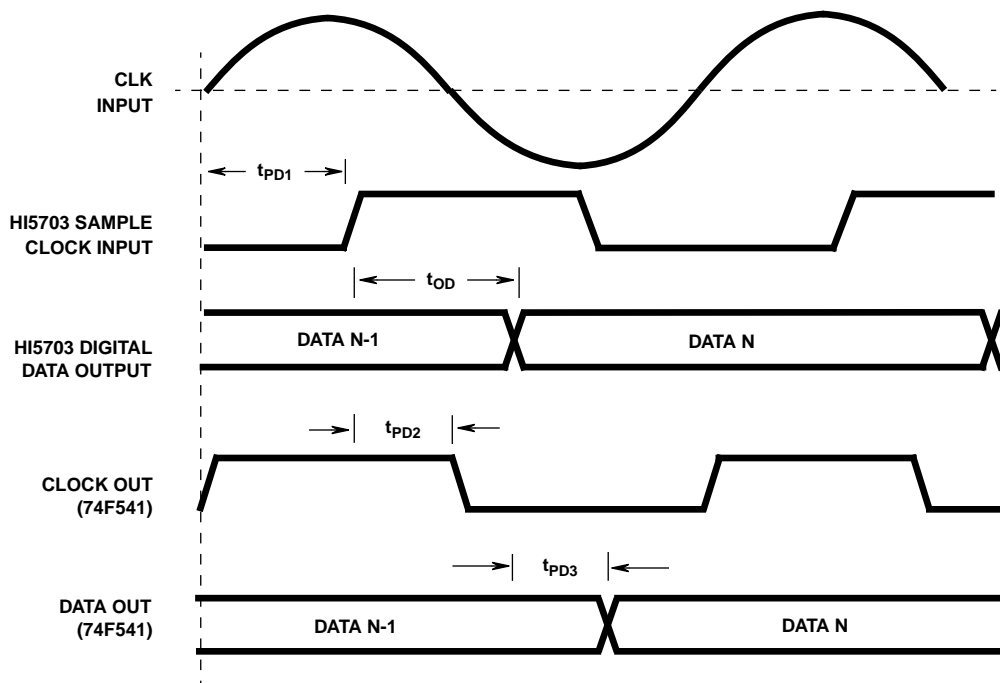 CLK
INPUT
tPD1
HI5703 SAMPLE
CLOCK INPUT
tOD
DATA N-1
DATA N
HI5703 DIGITAL
DATA OUTPUT
tPD2
CLOCK OUT
(74F541)
tPD3
DATA OUT
(74F541)
DATA N-1
DATA N